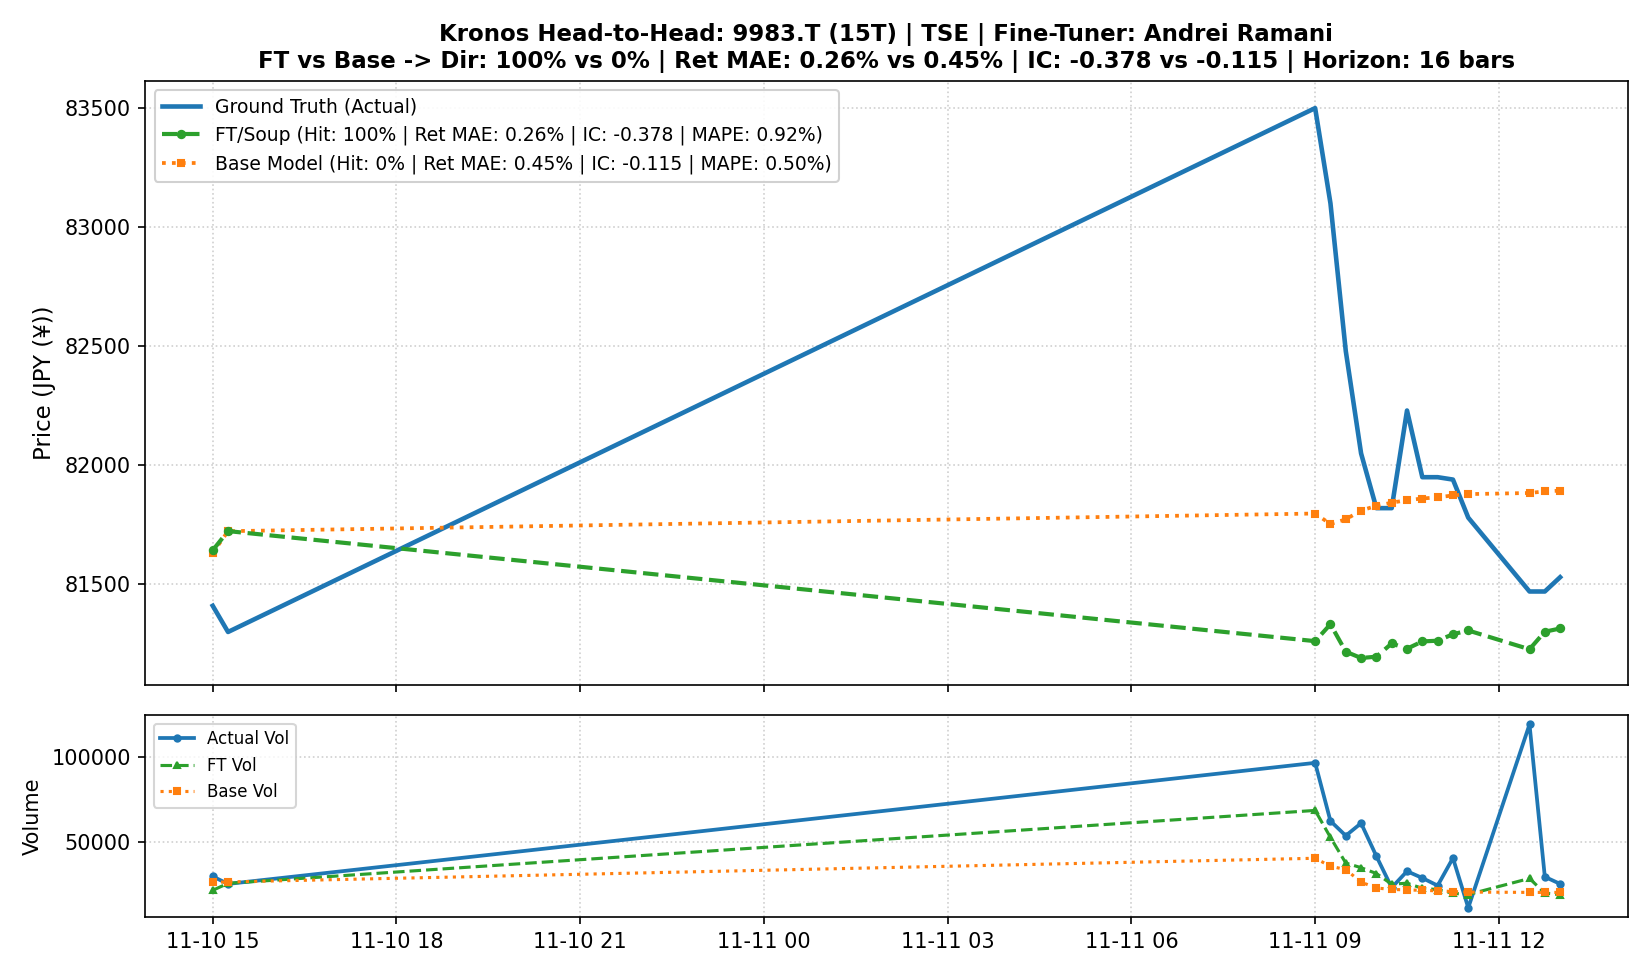 Kronos Head-to-Head: 9983.T (15T) | TSE | Fine-Tuner: Andrei Ramani
FT vs Base -> Dir: 100% vs 0% | Ret MAE: 0.26% vs 0.45% | IC: -0.378 vs -0.115 | Horizon: 16 bars
Ground Truth (Actual)
FT/Soup (Hit: 100% | Ret MAE: 0.26% | IC: -0.378 | MAPE: 0.92%)
Base Model (Hit: 0% | Ret MAE: 0.45% | IC: -0.115 | MAPE: 0.50%)
Price (JPY (¥))
83500
83000
82500
82000
81500
Actual Vol
FT Vol
Base Vol
Volume
100000
50000
11-10 15
11-10 18
11-10 21
11-11 00
11-11 03
11-11 06
11-11 09
11-11 12